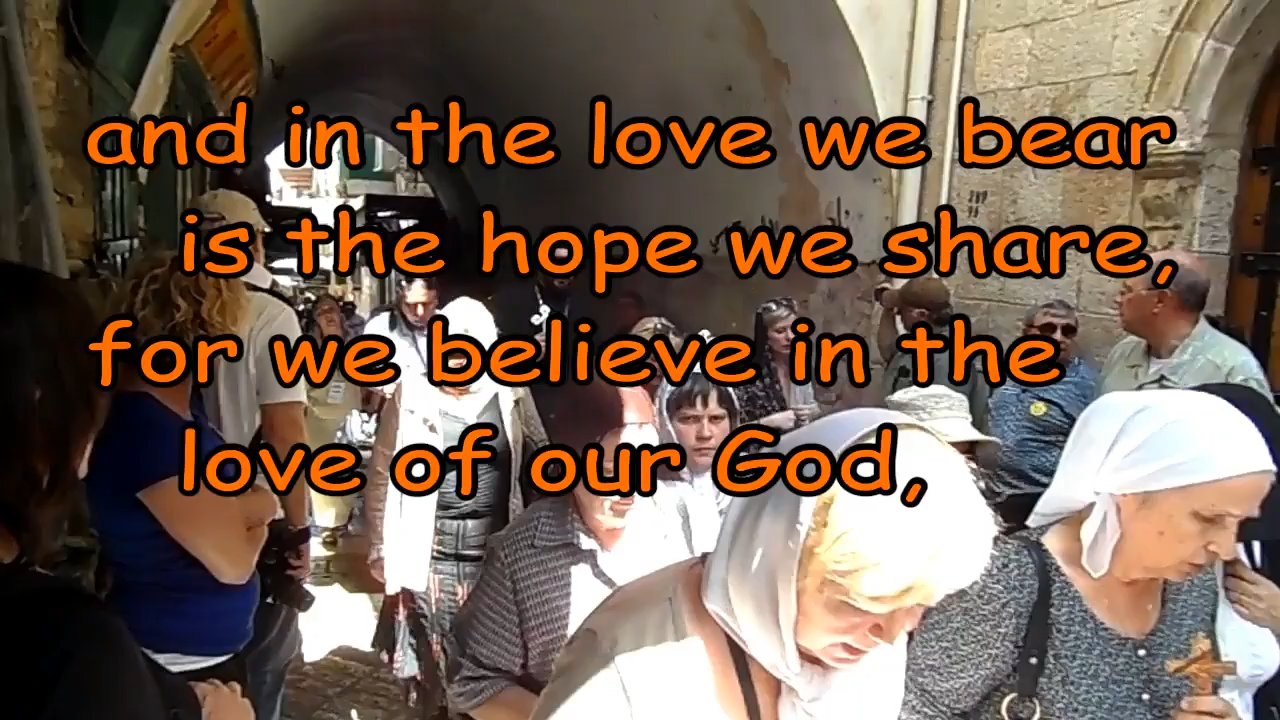 and in the love we bear
is the hope we share,
for we believe in the
love of our God,